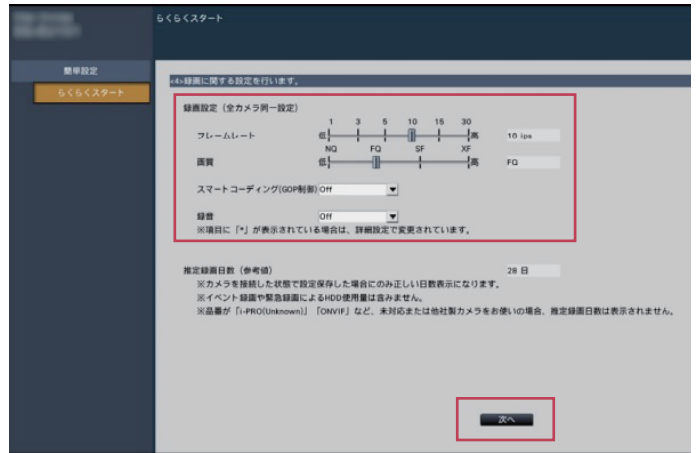 らくらくスタート
簡単設定
らくらくスタート
<4>録画に関する設定を行います。
録画設定（全カメラ同一設定）
1 3 5 10 15 30
フレームレート 低 高 10 ips
NQ FQ SF XF
画質 低 高 FQ
スマートコーディング(GOP制御) Off
録音 Off
※項目に「*」が表示されている場合は、詳細設定で変更されています。
推定録画日数（参考値） 28 日
※カメラを接続した状態で設定保存した場合にのみ正しい日数表示になります。
※イベント録画や緊急録画によるHDD使用量は含みません。
※品番が「i-PRO(Unknown)」「ONVIF」など、未対応または他社製カメラをお使いの場合、推定録画日数は表示されません。
次へ